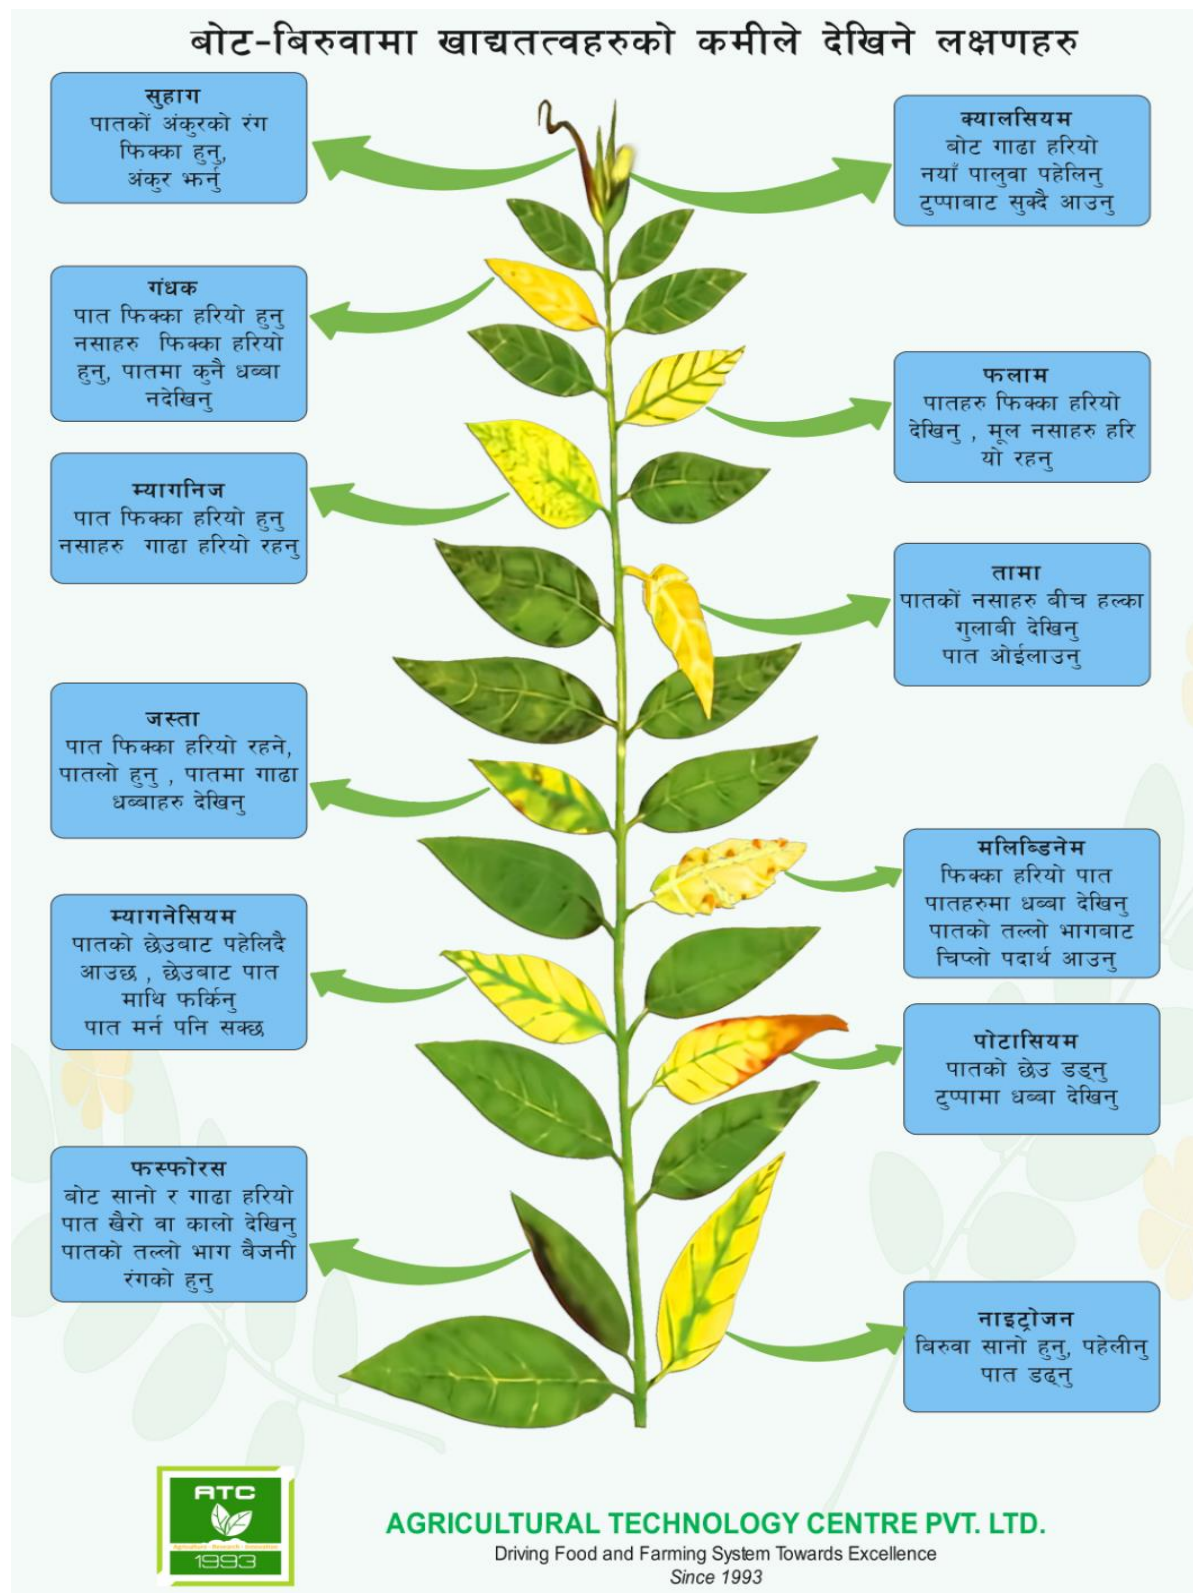 बोट-बिरुवामा खाद्यतत्वहरुको कमीले देखिने लक्षणहरु
सुहाग
पातकों अंकुरको रंग
फिक्का हुनु,
अंकुर झर्नु
क्यालसियम
बोट गाढा हरियो
नयाँ पालुवा पहेलिनु
टुप्पाबाट सुक्दै आउनु
गंधक
पात फिक्का हरियो हुनु
नसाहरु फिक्का हरियो
हुनु, पातमा कुनै धब्बा
नदेखिनु
फलाम
पातहरु फिक्का हरियो
देखिनु , मूल नसाहरु हरि
यो रहनु
म्यागनिज
पात फिक्का हरियो हुनु
नसाहरु गाढा हरियो रहनु
तामा
पातकों नसाहरु बीच हल्का
गुलाबी देखिनु
पात ओईलाउनु
जस्ता
पात फिक्का हरियो रहने,
पातलो हुनु , पातमा गाढा
धब्बाहरु देखिनु
मलिब्डिनेम
फिक्का हरियो पात
पातहरुमा धब्बा देखिनु
पातको तल्लो भागबाट
चिप्लो पदार्थ आउनु
म्यागनेसियम
पातको छेउबाट पहेलिदै
आउछ , छेउबाट पात
माथि फर्किनु
पात मर्न पनि सक्छ
पोटासियम
पातको छेउ डड्नु
टुप्पामा धब्बा देखिनु
फस्फोरस
बोट सानो र गाढा हरियो
पात खैरो वा कालो देखिनु
पातको तल्लो भाग बैजनी
रंगको हुनु
नाइट्रोजन
बिरुवा सानो हुनु, पहेलीनु
पात डढ्नु
ATC
Agriculture - Research - Innovation
1993
AGRICULTURAL TECHNOLOGY CENTRE PVT. LTD.
Driving Food and Farming System Towards Excellence
Since 1993